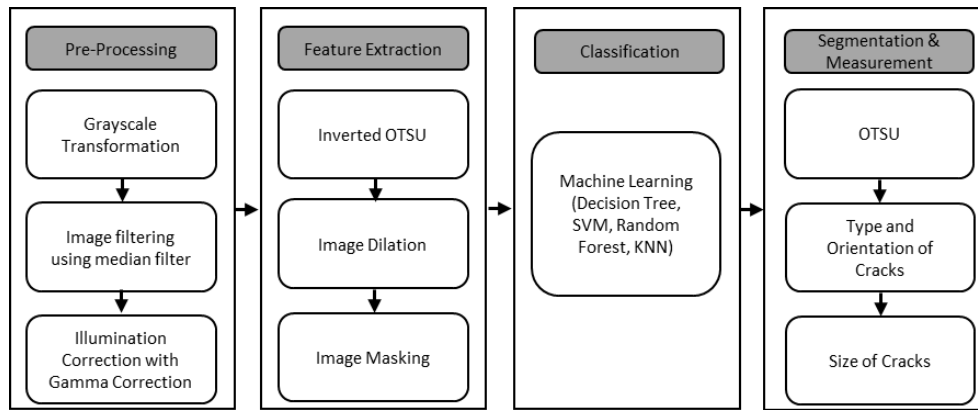 Pre-Processing
Grayscale
Transformation
Image filtering
using median filter
Illumination
Correction with
Gamma Correction
Feature Extraction
Inverted OTSU
Image Dilation
Image Masking
Classification
Machine Learning
(Decision Tree,
SVM, Random
Forest, KNN)
Segmentation &
Measurement
OTSU
Type and
Orientation of
Cracks
Size of Cracks